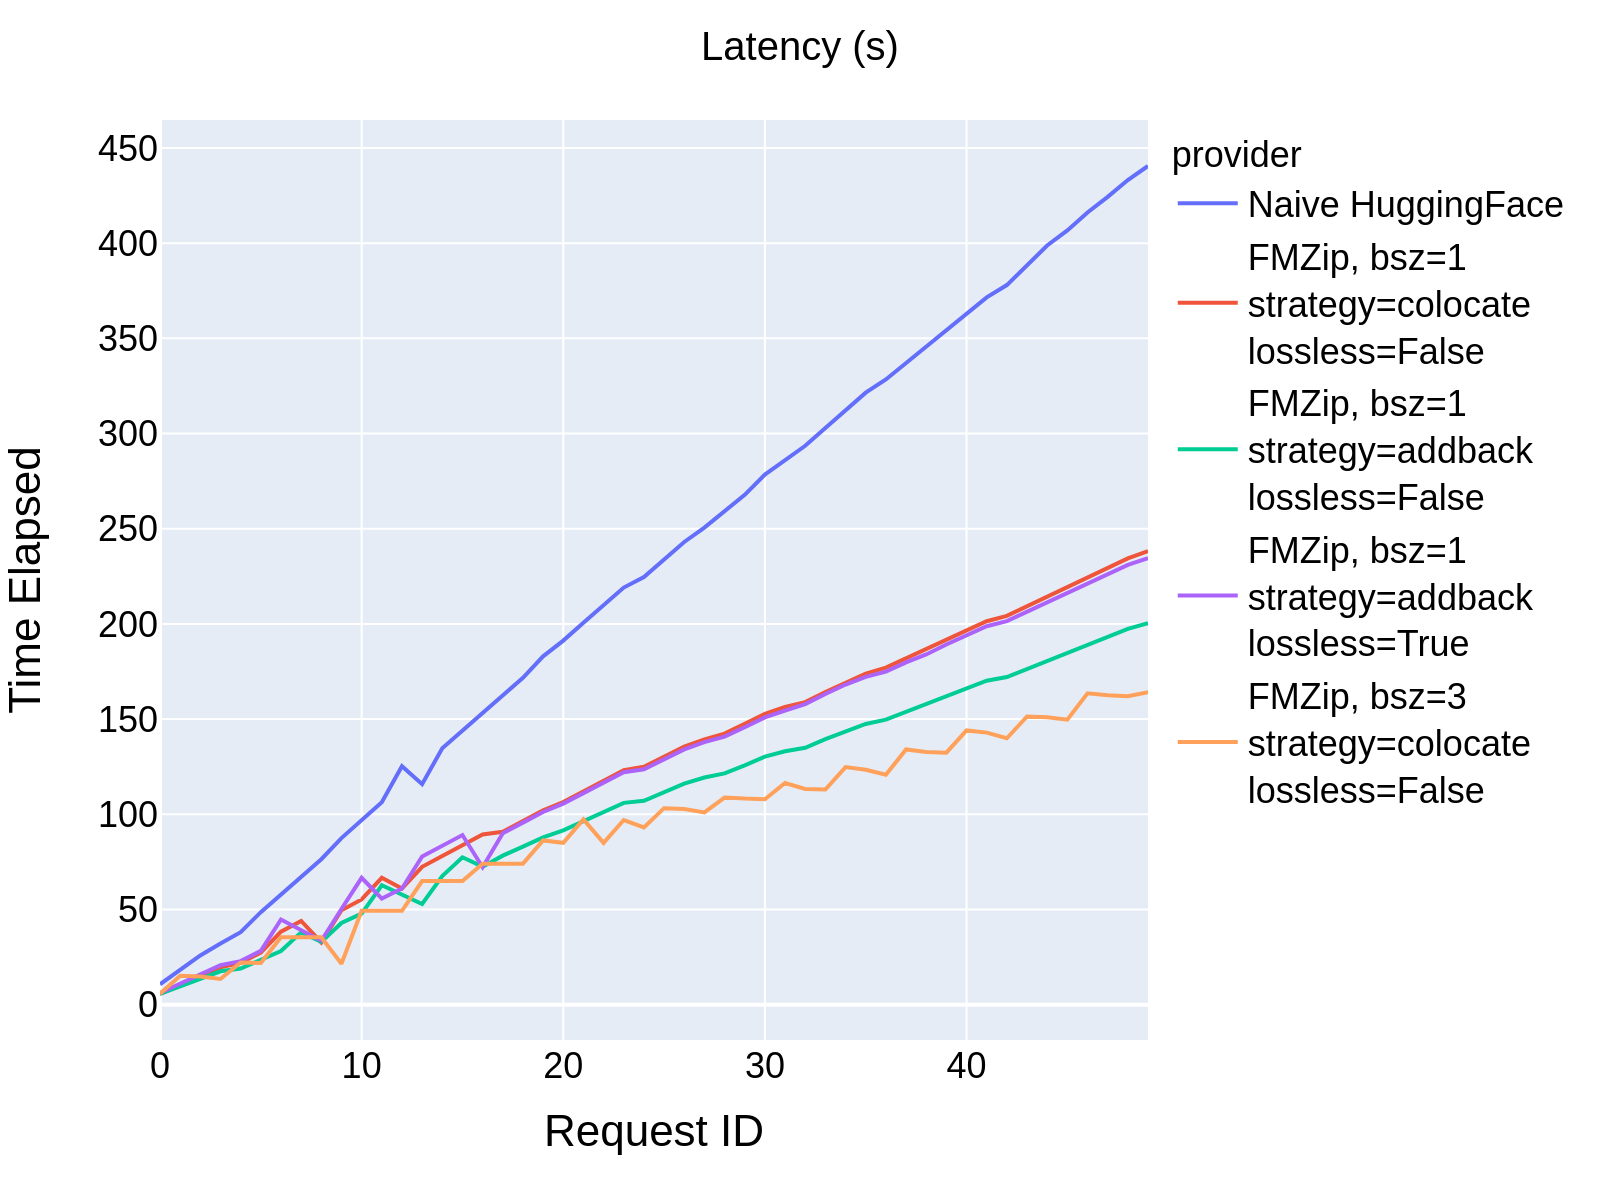 Latency (s)
Time Elapsed
450
400
350
300
250
200
150
100
50
0
0 10 20 30 40
Request ID
provider
Naive HuggingFace
FMZip, bsz=1
strategy=colocate
lossless=False
FMZip, bsz=1
strategy=addback
lossless=False
FMZip, bsz=1
strategy=addback
lossless=True
FMZip, bsz=3
strategy=colocate
lossless=False